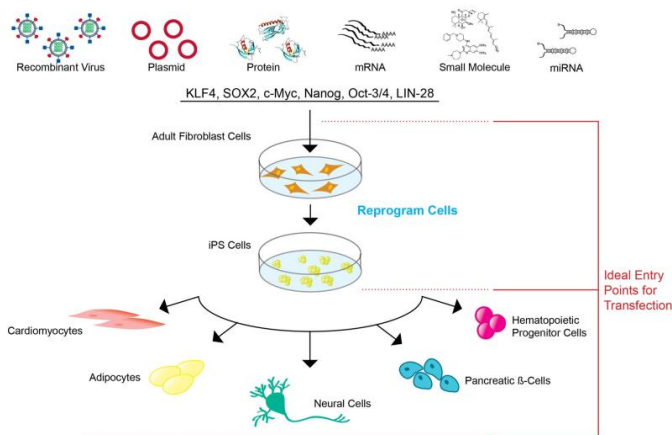 Recombinant Virus
Plasmid
Protein
mRNA
Small Molecule
miRNA
KLF4, SOX2, c-Myc, Nanog, Oct-3/4, LIN-28
Adult Fibroblast Cells
Reprogram Cells
iPS Cells
Ideal Entry
Points for
Transfection
Cardiomyocytes
Hematopoietic
Progenitor Cells
Adipocytes
Pancreatic ß-Cells
Neural Cells